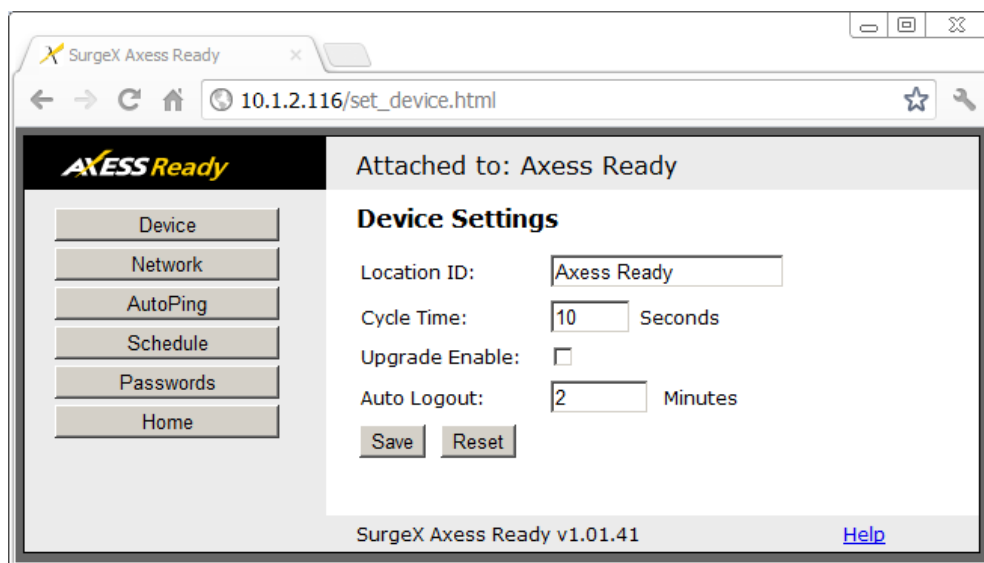 SurgeX Axess Ready
10.1.2.116/set_device.html
AXESS Ready
Attached to: Axess Ready
Device
Network
AutoPing
Schedule
Passwords
Home
Device Settings
Location ID: Axess Ready
Cycle Time: 10 Seconds
Upgrade Enable:
Auto Logout: 2 Minutes
Save Reset
SurgeX Axess Ready v1.01.41 Help